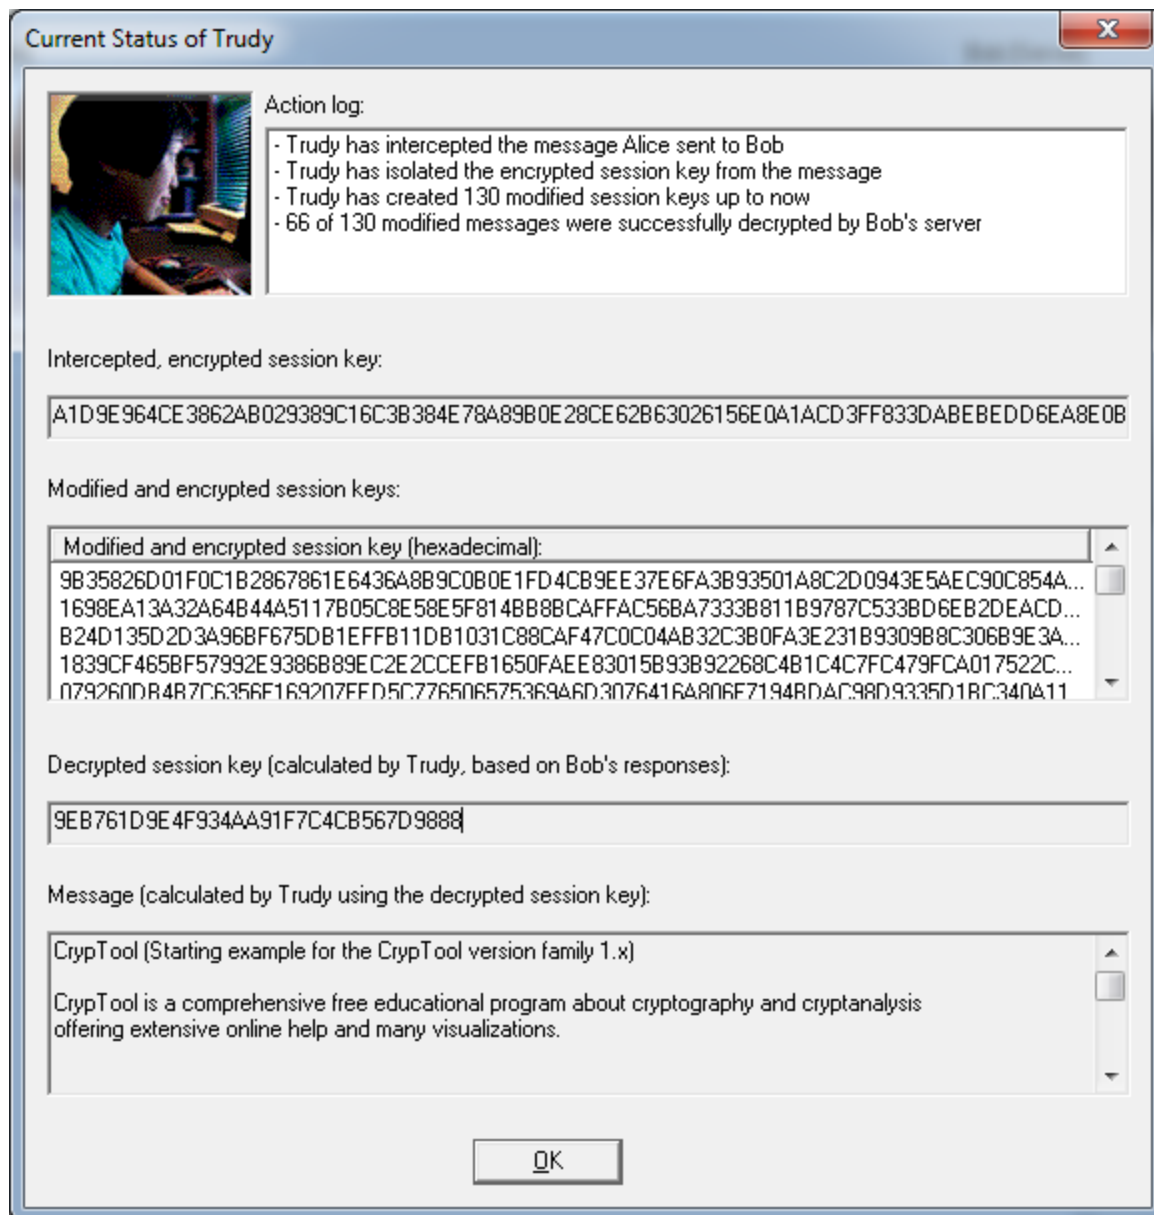 Current Status of Trudy
Action log:
- Trudy has intercepted the message Alice sent to Bob
- Trudy has isolated the encrypted session key from the message
- Trudy has created 130 modified session keys up to now
- 66 of 130 modified messages were successfully decrypted by Bob's server
Intercepted, encrypted session key:
A1D9E964CE3862AB029389C16C3B384E78A89B0E28CE62B63026156E0A1ACD3FF833DABEBEDD6EA8E0B
Modified and encrypted session keys:
Modified and encrypted session key (hexadecimal):
9B35826D01F0C1B2867861E6436A8B9C0B0E1FD4CB9EE37E6FA3B93501A8C2D0943E5AEC90C854A...
1698EA13A32A64B44A5117B05C8E58E5F814BB8BCAFFAC56BA7333B811B9787C533BD6EB2DEACD...
B24D135D2D3A96BF675DB1EFFB11DB1031C88CAF47C0C04AB32C3B0FA3E231B9309B8C306B9E3A...
1839CF465BF57992E9386B89EC2E2CCEFB1650FAEE83015B93B92268C4B1C4C7FC479FCA017522C...
Decrypted session key (calculated by Trudy, based on Bob's responses):
9EB761D9E4F934AA91F7C4CB567D9888
Message (calculated by Trudy using the decrypted session key):
CrypTool (Starting example for the CrypTool version family 1.x)
CrypTool is a comprehensive free educational program about cryptography and cryptanalysis
offering extensive online help and many visualizations.
OK